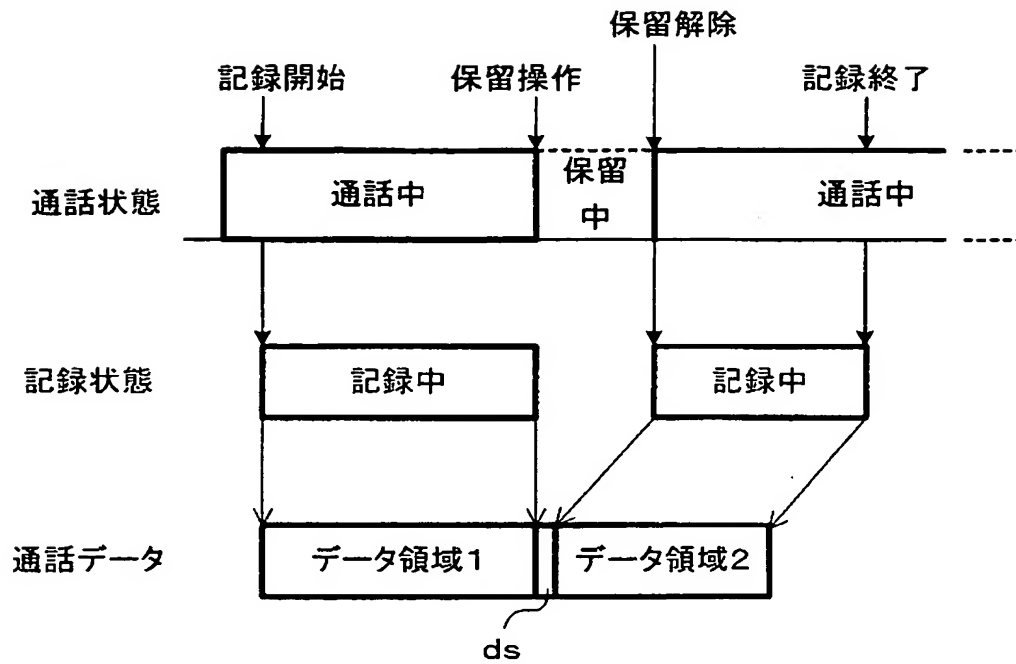 保留解除
記録開始
保留操作
記録終了
通話状態
通話中
保留
中
通話中
記録状態
記録中
記録中
通話データ
データ領域1
データ領域2
ds